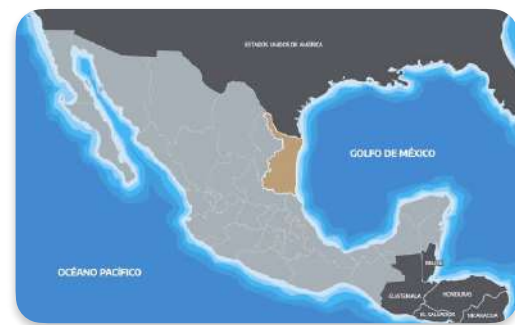 ESTADOS UNIDOS DE AMÉRICA
GOLFO DE MÉXICO
OCÉANO PACÍFICO
BELICE
GUATEMALA
HONDURAS
EL SALVADOR
NICARAGUA